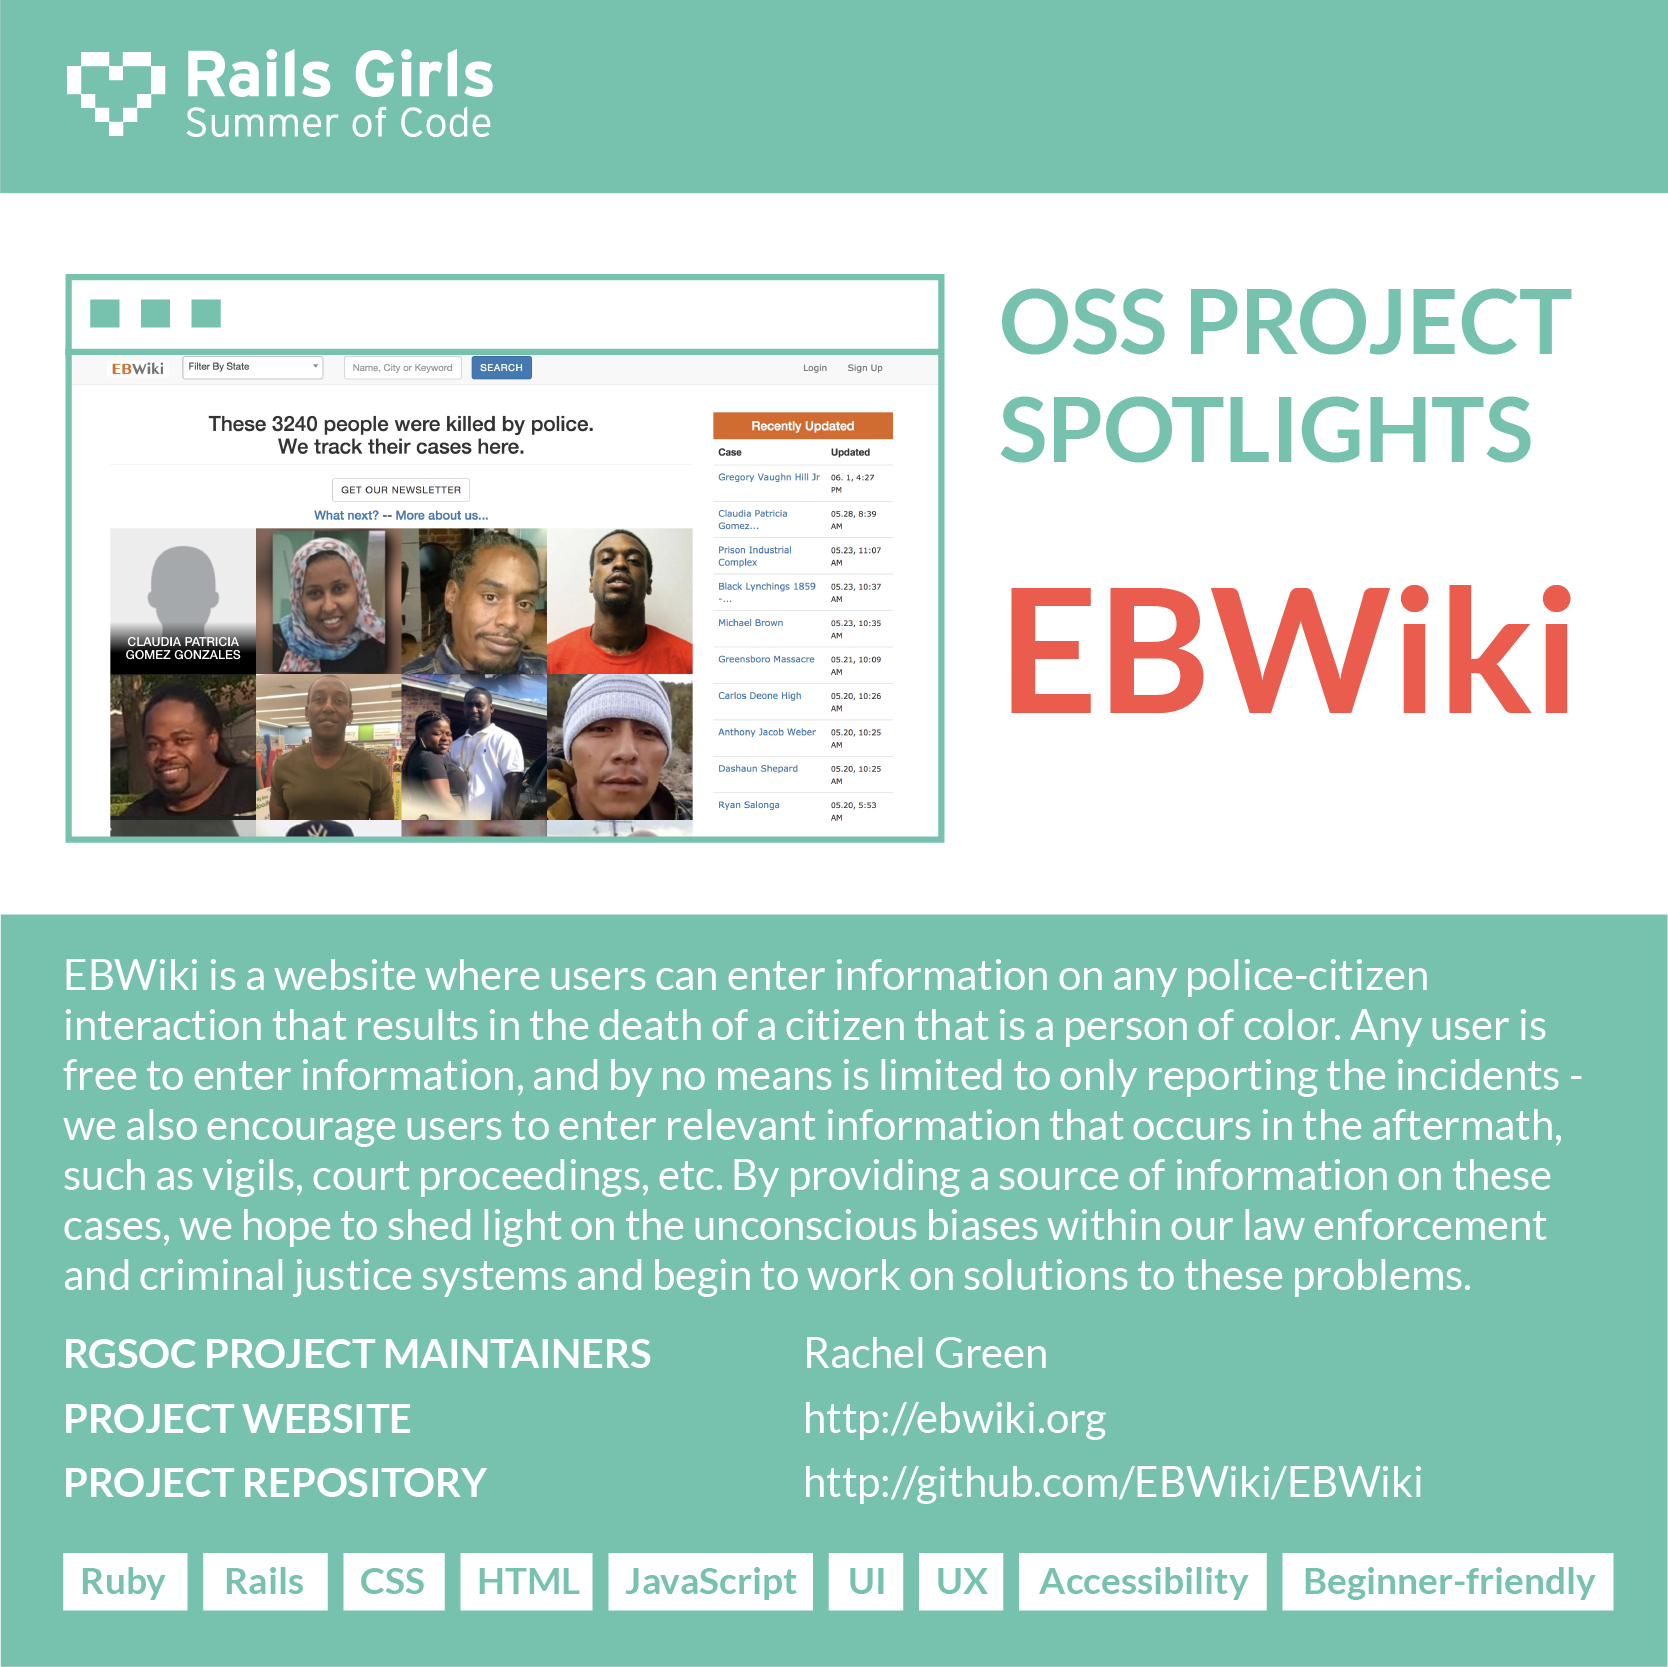 Rails Girls
Summer of Code
OSS PROJECT
SPOTLIGHTS
EBWiki
EBWiki
Filter By State
Name, City or Keyword
SEARCH
Login
Sign Up
These 3240 people were killed by police.
We track their cases here.
GET OUR NEWSLETTER
What next? -- More about us...
CLAUDIA PATRICIA
GOMEZ GONZALES
Recently Updated
Case Updated
Gregory Vaughn Hill Jr 06. 1, 4:27
PM
Claudia Patricia 05.28, 8:39
Gomez... AM
Prison Industrial 05.23, 11:07
Complex AM
Black Lynchings 1859 05.23, 10:37
-... AM
Michael Brown 05.23, 10:35
AM
Greensboro Massacre 05.21, 10:09
AM
Carlos Deone High 05.20, 10:26
AM
Anthony Jacob Weber 05.20, 10:25
AM
Dashaun Shepard 05.20, 10:25
AM
Ryan Salonga 05.20, 5:53
AM
EBWiki is a website where users can enter information on any police-citizen
interaction that results in the death of a citizen that is a person of color. Any user is
free to enter information, and by no means is limited to only reporting the incidents -
we also encourage users to enter relevant information that occurs in the aftermath,
such as vigils, court proceedings, etc. By providing a source of information on these
cases, we hope to shed light on the unconscious biases within our law enforcement
and criminal justice systems and begin to work on solutions to these problems.
RGSOC PROJECT MAINTAINERS Rachel Green
PROJECT WEBSITE http://ebwiki.org
PROJECT REPOSITORY http://github.com/EBWiki/EBWiki
Ruby Rails CSS HTML JavaScript UI UX Accessibility Beginner-friendly